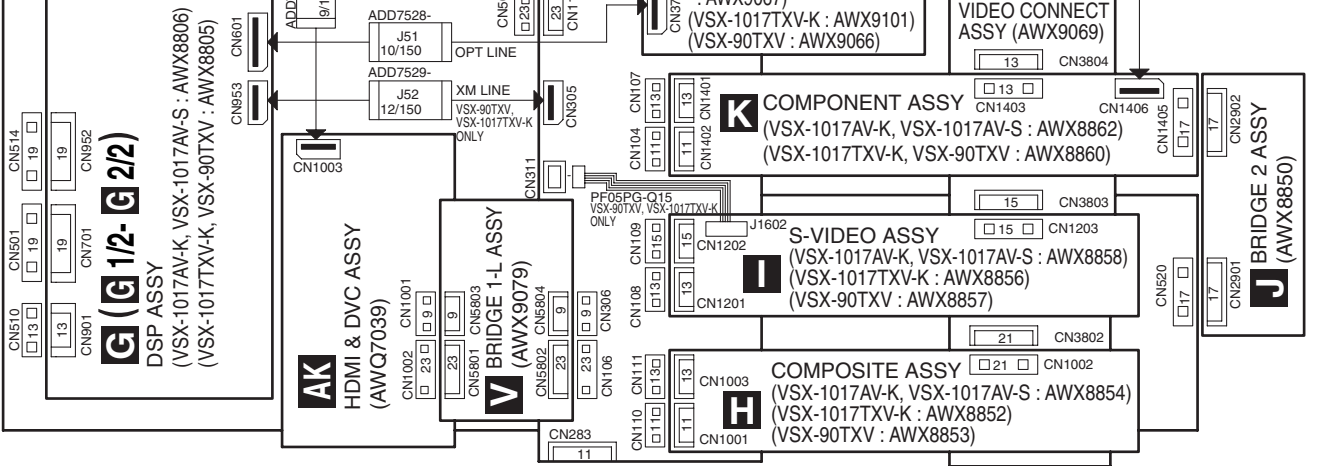 CN514
19
19
CN952
CN501
19
19
CN701
CN510
13
13
CN901
G (G 1/2- G 2/2)
DSP ASSY
(VSX-1017AV-K, VSX-1017AV-S : AWX8806)
(VSX-1017TXV-K, VSX-90TXV : AWX8805)
CN601
CN953
ADD7528-
J51
10/150
OPT LINE
ADD7529-
J52
12/150
XM LINE
VSX-90TXV,
VSX-1017TXV-K
ONLY
CN305
CN1003
AK
HDMI & DVC ASSY
(AWQ7039)
CN1001
9
9
CN5803
CN1002
23
23
CN5801
V
BRIDGE 1-L ASSY
(AWX9079)
CN5804
9
9
CN306
CN5802
23
23
CN106
CN283
11
CN311
PF05PG-Q15
VSX-90TXV, VSX-1017TXV-K
ONLY
J1602
CN1202
(VSX-1017TXV-K : AWX9101)
(VSX-90TXV : AWX9066)
VIDEO CONNECT
ASSY (AWX9069)
13
CN3804
CN107
13
13
CN1401
CN104
11
11
CN1402
K
COMPONENT ASSY
(VSX-1017AV-K, VSX-1017AV-S : AWX8862)
(VSX-1017TXV-K, VSX-90TXV : AWX8860)
13
CN1403
CN1406
CN1405
17
17
CN2902
J
BRIDGE 2 ASSY
(AWX8850)
15
CN3803
15
CN1203
CN109
15
15
CN108
13
13
CN1201
I
S-VIDEO ASSY
(VSX-1017AV-K, VSX-1017AV-S : AWX8858)
(VSX-1017TXV-K : AWX8856)
(VSX-90TXV : AWX8857)
CN520
17
17
CN2901
21
CN3802
21
CN1002
CN111
13
13
CN1003
CN110
11
11
CN1001
H
COMPOSITE ASSY
(VSX-1017AV-K, VSX-1017AV-S : AWX8854)
(VSX-1017TXV-K : AWX8852)
(VSX-90TXV : AWX8853)